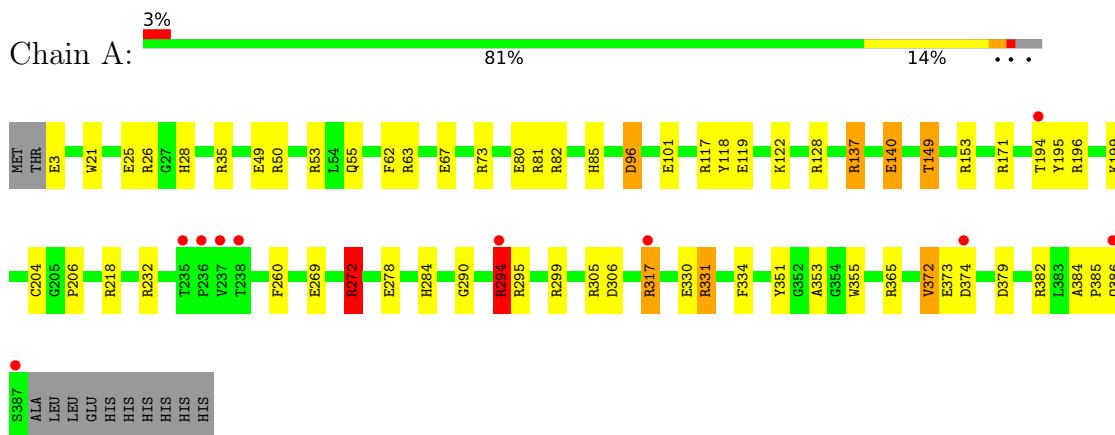 3%
Chain A:
81% 14% • • •
MET THR E3 W21 E25 R26 G27 H28 R35 E49 R50 R53 L54 Q55 F62 R63 E67 R73 E80 R81 R82 H85 D96 E101 R117 Y118 E119 K122 R128 R137 E140 T149 R153 R171 T194 Y195 R196
C204 G205 P206 R218 R232 T235 P236 V237 T238 F260 E269 R272 E278 H284 G290 R294 R295 R299 R305 D306 R317 E330 R331 F334 Y351 G352 A353 G354 W355 R365 V372 E373 D374 D379 R382 L383 A384 P385
S387 ALA LEU LEU GLU HIS HIS HIS HIS HIS HIS